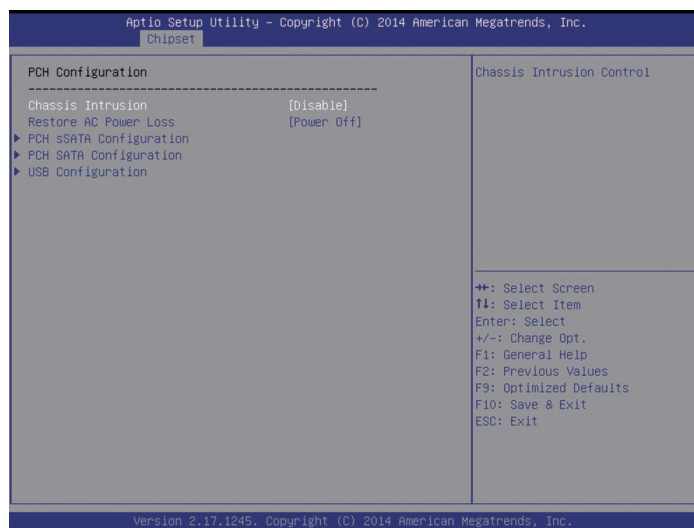 Aptio Setup Utility – Copyright (C) 2014 American Megatrends, Inc.
Chipset
PCH Configuration
Chassis Intrusion [Disable]
Restore AC Power Loss [Power Off]
PCH sSATA Configuration
PCH SATA Configuration
USB Configuration
Chassis Intrusion Control
→←: Select Screen
↑↓: Select Item
Enter: Select
+/-: Change Opt.
F1: General Help
F2: Previous Values
F9: Optimized Defaults
F10: Save & Exit
ESC: Exit
Version 2.17.1245. Copyright (C) 2014 American Megatrends, Inc.